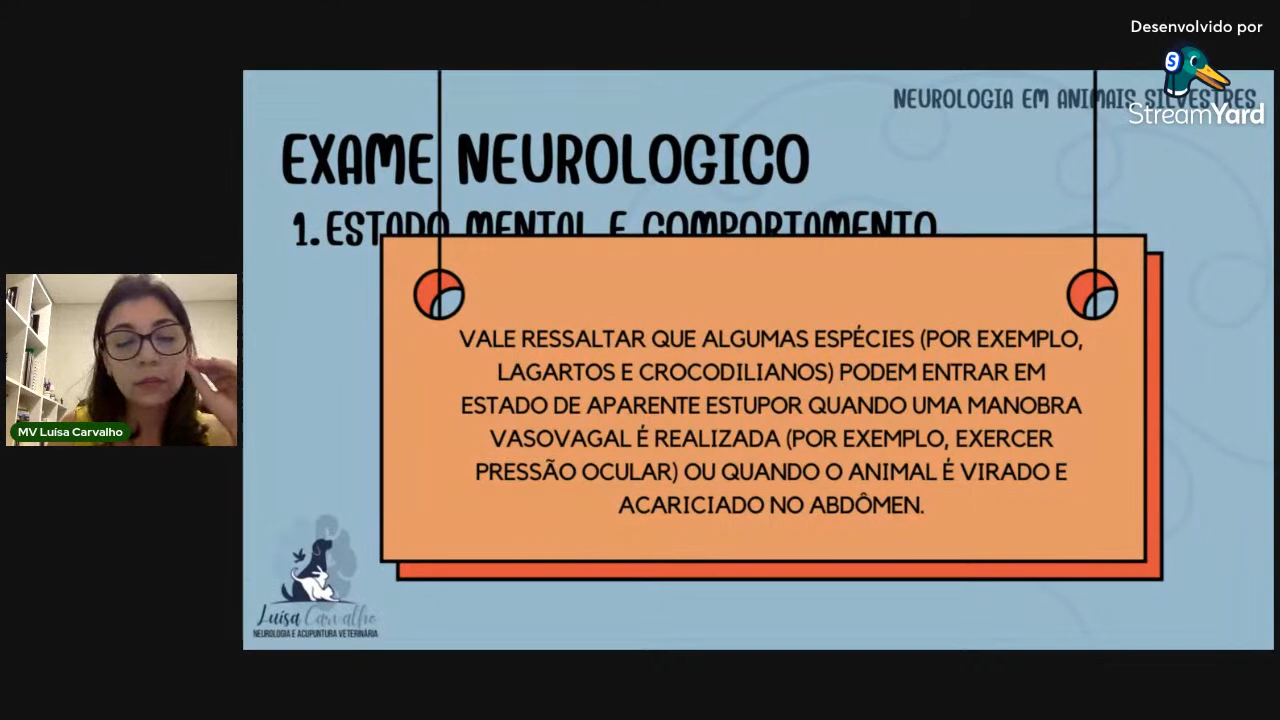 Desenvolvido por
StreamYard
NEUROLOGIA EM ANIMAIS SILVESTRES
EXAME NEUROLOGICO
1. ESTADO MENTAL E COMPORTAMENTO
VALE RESSALTAR QUE ALGUMAS ESPÉCIES (POR EXEMPLO,
LAGARTOS E CROCODILIANOS) PODEM ENTRAR EM
ESTADO DE APARENTE ESTUPOR QUANDO UMA MANOBRA
VASOVAGAL É REALIZADA (POR EXEMPLO, EXERCER
PRESSÃO OCULAR) OU QUANDO O ANIMAL É VIRADO E
ACARICIADO NO ABDÔMEN.
MV Luísa Carvalho
Luísa Carvalho
NEUROLOGIA E ACUPUNTURA VETERINÁRIA